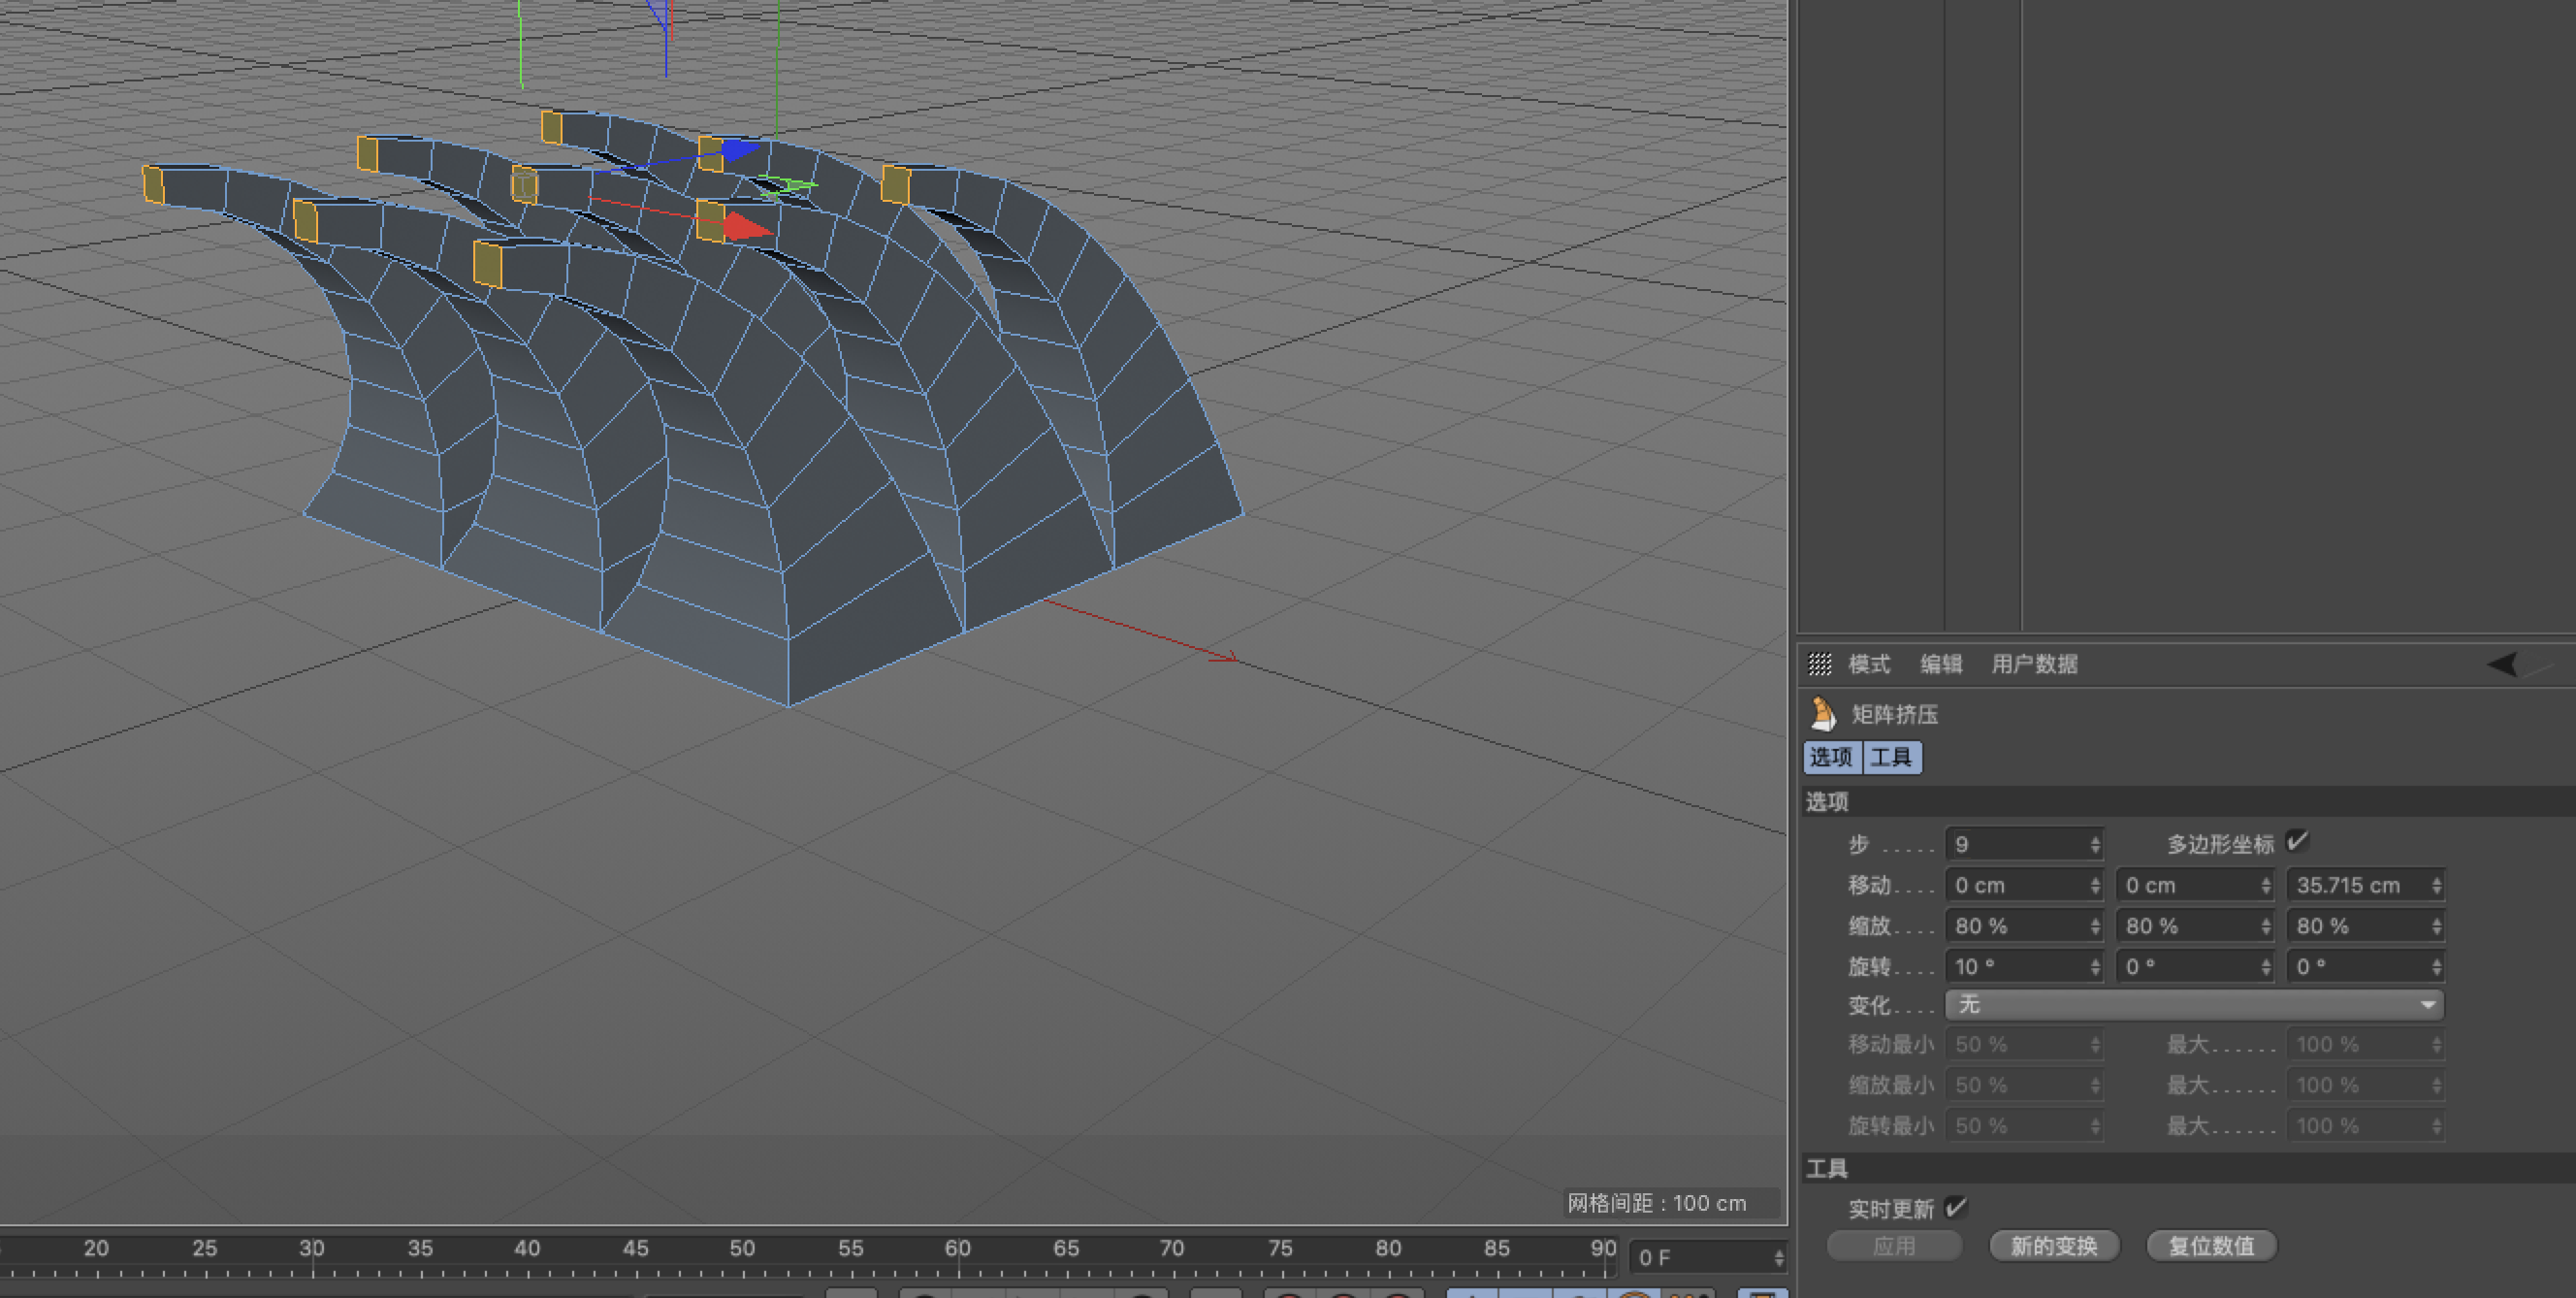 模式 编辑 用户数据
矩阵挤压
选项 工具
选项
步 ..... 9 多边形坐标
移动.... 0 cm 0 cm 35.715 cm
缩放.... 80 % 80 % 80 %
旋转.... 10 ° 0 ° 0 °
变化.... 无
移动最小 50 % 最大...... 100 %
缩放最小 50 % 最大...... 100 %
旋转最小 50 % 最大...... 100 %
工具
实时更新
应用 新的变换 复位数值
网格间距 : 100 cm
20 25 30 35 40 45 50 55 60 65 70 75 80 85 90 0 F